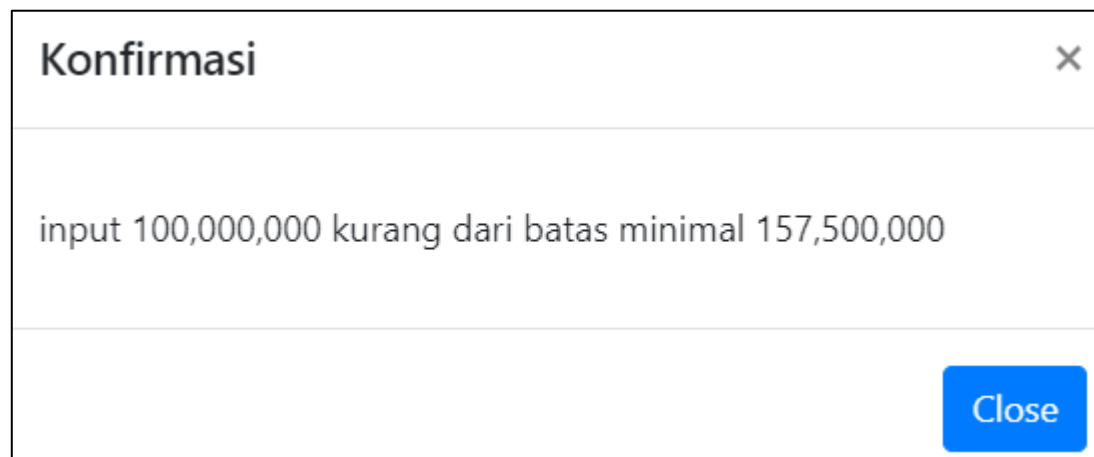 Konfirmasi ×
input 100,000,000 kurang dari batas minimal 157,500,000
Close